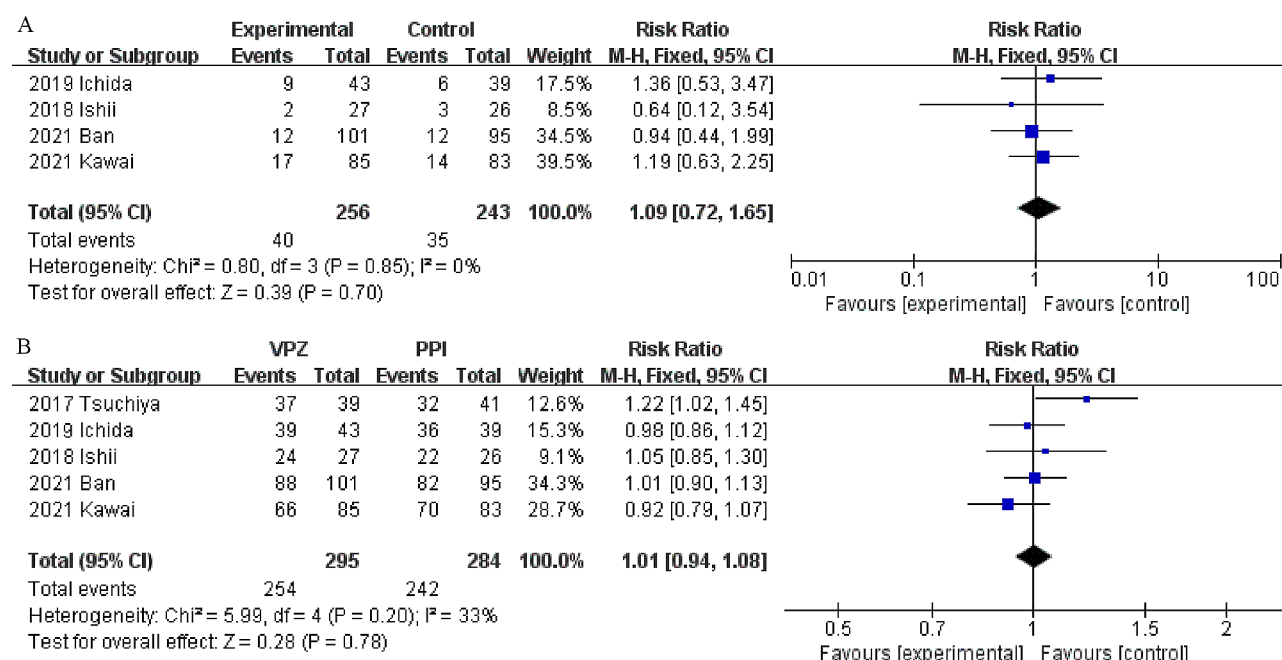 A
Experimental Control Risk Ratio Risk Ratio
Study or Subgroup Events Total Events Total Weight M-H, Fixed, 95% CI M-H, Fixed, 95% CI
2019 Ichida 9 43 6 39 17.5% 1.36 [0.53, 3.47]
2018 Ishii 2 27 3 26 8.5% 0.64 [0.12, 3.54]
2021 Ban 12 101 12 95 34.5% 0.94 [0.44, 1.99]
2021 Kawai 17 85 14 83 39.5% 1.19 [0.63, 2.25]
Total (95% CI) 256 243 100.0% 1.09 [0.72, 1.65]
Total events 40 35
Heterogeneity: Chi² = 0.80, df = 3 (P = 0.85); I² = 0%
Test for overall effect: Z = 0.39 (P = 0.70)
0.01 0.1 1 10 100
Favours [experimental] Favours [control]
B
VPZ PPI Risk Ratio Risk Ratio
Study or Subgroup Events Total Events Total Weight M-H, Fixed, 95% CI M-H, Fixed, 95% CI
2017 Tsuchiya 37 39 32 41 12.6% 1.22 [1.02, 1.45]
2019 Ichida 39 43 36 39 15.3% 0.98 [0.86, 1.12]
2018 Ishii 24 27 22 26 9.1% 1.05 [0.85, 1.30]
2021 Ban 88 101 82 95 34.3% 1.01 [0.90, 1.13]
2021 Kawai 66 85 70 83 28.7% 0.92 [0.79, 1.07]
Total (95% CI) 295 284 100.0% 1.01 [0.94, 1.08]
Total events 254 242
Heterogeneity: Chi² = 5.99, df = 4 (P = 0.20); I² = 33%
Test for overall effect: Z = 0.28 (P = 0.78)
0.5 0.7 1 1.5 2
Favours [experimental] Favours [control]